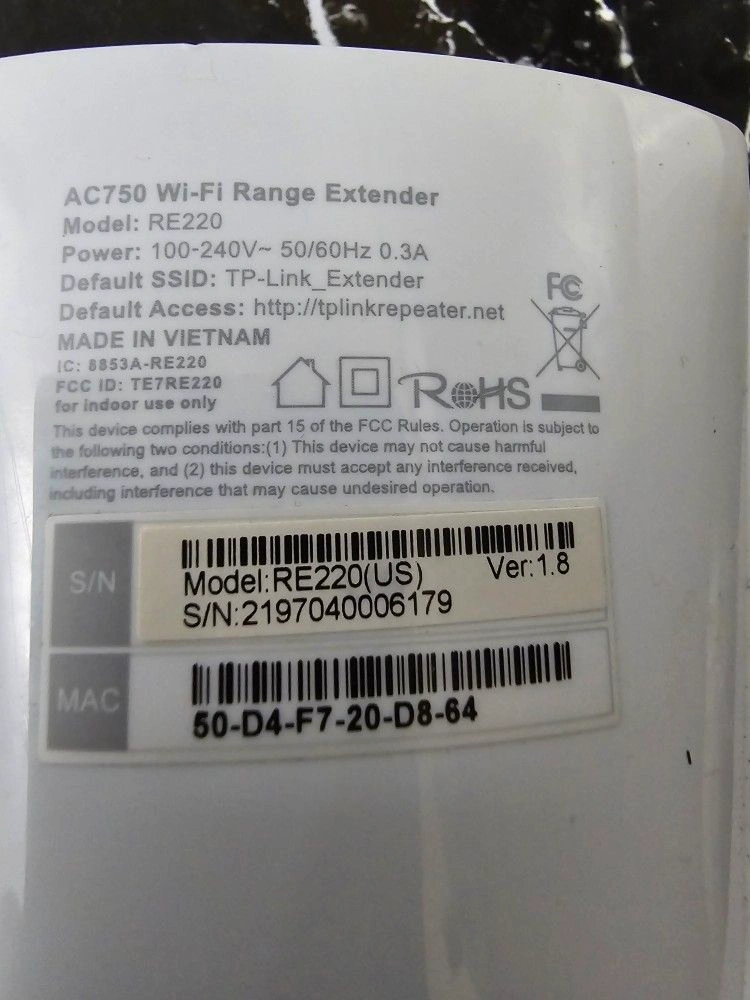 AC750 Wi-Fi Range Extender
Model: RE220
Power: 100-240V~ 50/60Hz 0.3A
Default SSID: TP-Link_Extender
Default Access: http://tplinkrepeater.net
MADE IN VIETNAM
IC: 8853A-RE220
FCC ID: TE7RE220
for indoor use only
FC
RoHS
This device complies with part 15 of the FCC Rules. Operation is subject to
the following two conditions:(1) This device may not cause harmful
interference, and (2) this device must accept any interference received,
including interference that may cause undesired operation.
S/N
Model:RE220(US) Ver:1.8
S/N:2197040006179
MAC
50-D4-F7-20-D8-64